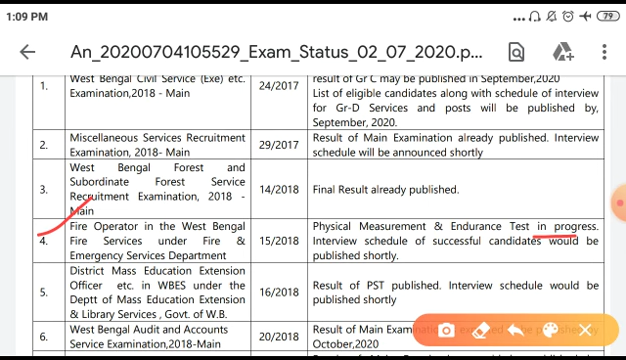 1:09 PM
79
An_20200704105529_Exam_Status_02_07_2020.p...
1.
West Bengal Civil Service (Exe) etc.
Examination,2018 - Main
24/2017
result of Gr C may be published in September,2020
List of eligible candidates along with schedule of interview
for Gr-D Services and posts will be published by,
September, 2020.
2.
Miscellaneous Services Recruitment
Examination, 2018- Main
29/2017
Result of Main Examination already published. Interview
schedule will be announced shortly
3.
West Bengal Forest and
Subordinate Forest Service
Recruitment Examination, 2018 -
Main
14/2018
Final Result already published.
4.
Fire Operator in the West Bengal
Fire Services under Fire &
Emergency Services Department
15/2018
Physical Measurement & Endurance Test in progress.
Interview schedule of successful candidates would be
published shortly.
5.
District Mass Education Extension
Officer etc. in WBES under the
Deptt of Mass Education Extension
& Library Services , Govt. of W.B.
16/2018
Result of PST published. Interview schedule would be
published shortly
6.
West Bengal Audit and Accounts
Service Examination,2018-Main
20/2018
Result of Main
October,2020